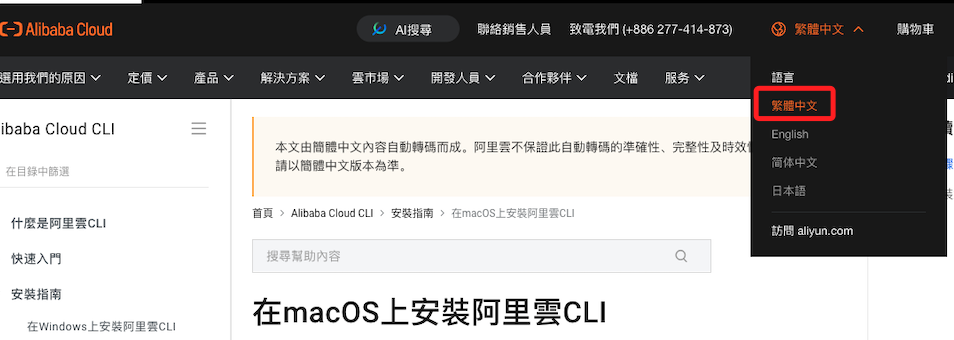 Alibaba Cloud
AI搜尋
聯絡銷售人員
致電我們 (+886 277-414-873)
繁體中文
購物車
選用我們的原因
定價
產品
解決方案
雲市場
開發人員
合作夥伴
文檔
服務
語言
繁體中文
English
简体中文
日本語
訪問 aliyun.com
ibaba Cloud CLI
在目錄中篩選
什麼是阿里雲CLI
快速入門
安裝指南
在Windows上安裝阿里雲CLI
本文由簡體中文內容自動轉碼而成。阿里雲不保證此自動轉碼的準確性、完整性及時效
請以簡體中文版本為準。
首頁 > Alibaba Cloud CLI > 安裝指南 > 在macOS上安裝阿里雲CLI
搜尋幫助內容
在macOS上安裝阿里雲CLI